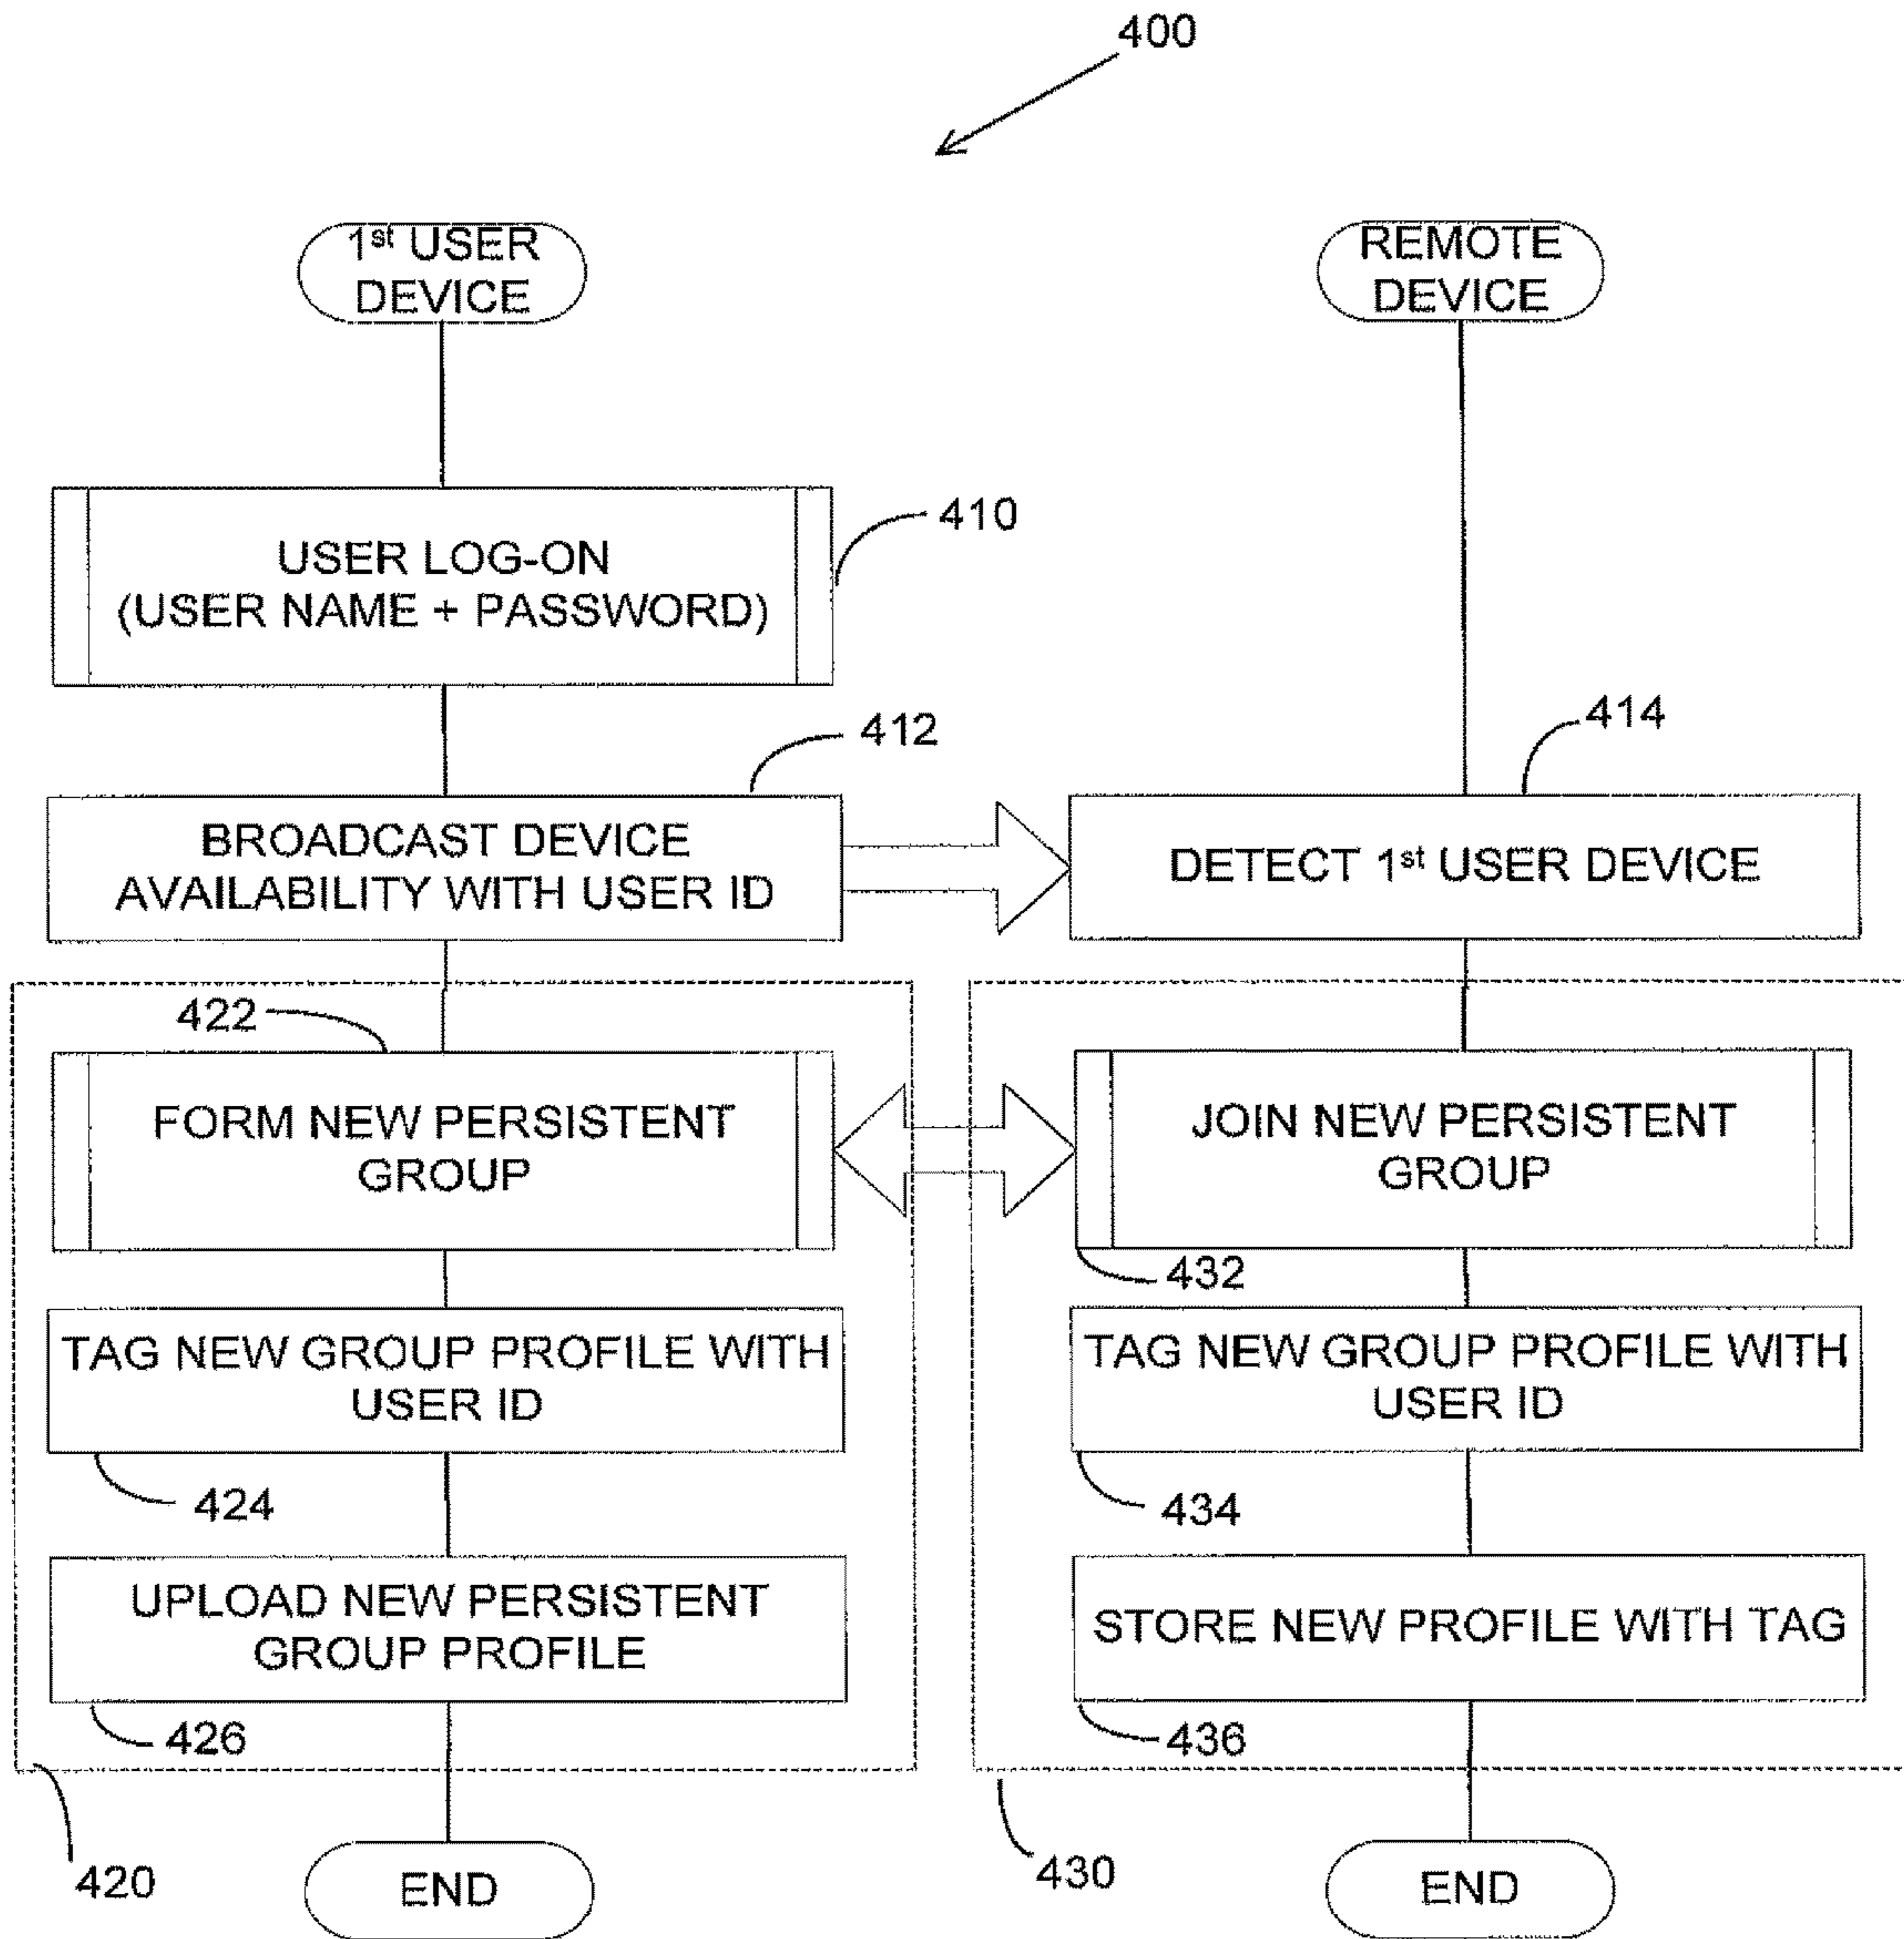 400
1st USER
DEVICE
REMOTE
DEVICE
USER LOG-ON
(USER NAME + PASSWORD)
410
412
414
BROADCAST DEVICE
AVAILABILITY WITH USER ID
DETECT 1st USER DEVICE
422
FORM NEW PERSISTENT
GROUP
JOIN NEW PERSISTENT
GROUP
432
TAG NEW GROUP PROFILE WITH
USER ID
TAG NEW GROUP PROFILE WITH
USER ID
424
434
UPLOAD NEW PERSISTENT
GROUP PROFILE
STORE NEW PROFILE WITH TAG
426
436
420
END
430
END